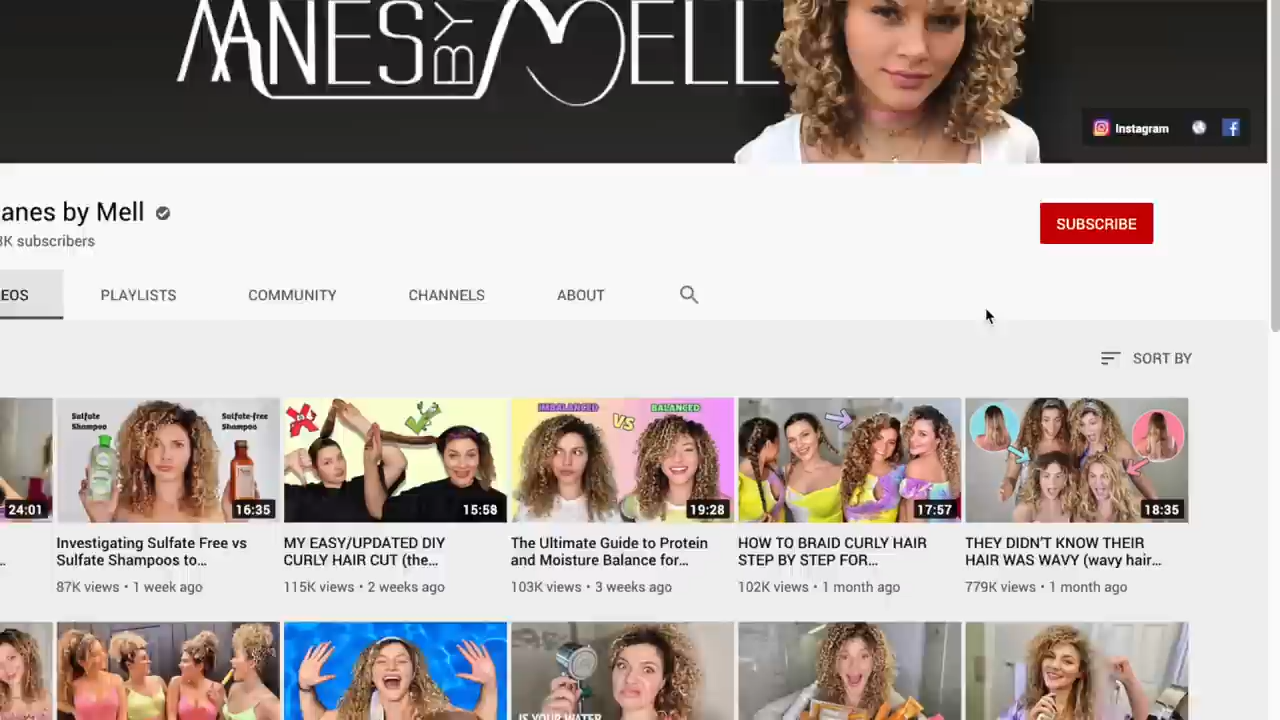 MANES BY MELL
Instagram
anes by Mell
3K subscribers
SUBSCRIBE
EOS
PLAYLISTS
COMMUNITY
CHANNELS
ABOUT
SORT BY
24:01
Sulfate
Shampoo
Sulfate-free
Shampoo
16:35
15:58
IMBALANCED
VS
BALANCED
19:28
17:57
18:35
Investigating Sulfate Free vs
Sulfate Shampoos to...
87K views • 1 week ago
MY EASY/UPDATED DIY
CURLY HAIR CUT (the...
115K views • 2 weeks ago
The Ultimate Guide to Protein
and Moisture Balance for...
103K views • 3 weeks ago
HOW TO BRAID CURLY HAIR
STEP BY STEP FOR...
102K views • 1 month ago
THEY DIDN'T KNOW THEIR
HAIR WAS WAVY (wavy hair...
779K views • 1 month ago
IS YOUR WATER